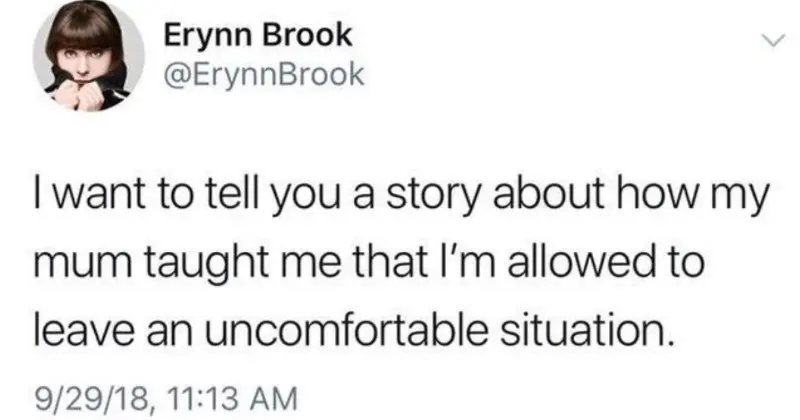 Erynn Brook
@ErynnBrook
I want to tell you a story about how my
mum taught me that I'm allowed to
leave an uncomfortable situation.
9/29/18, 11:13 AM